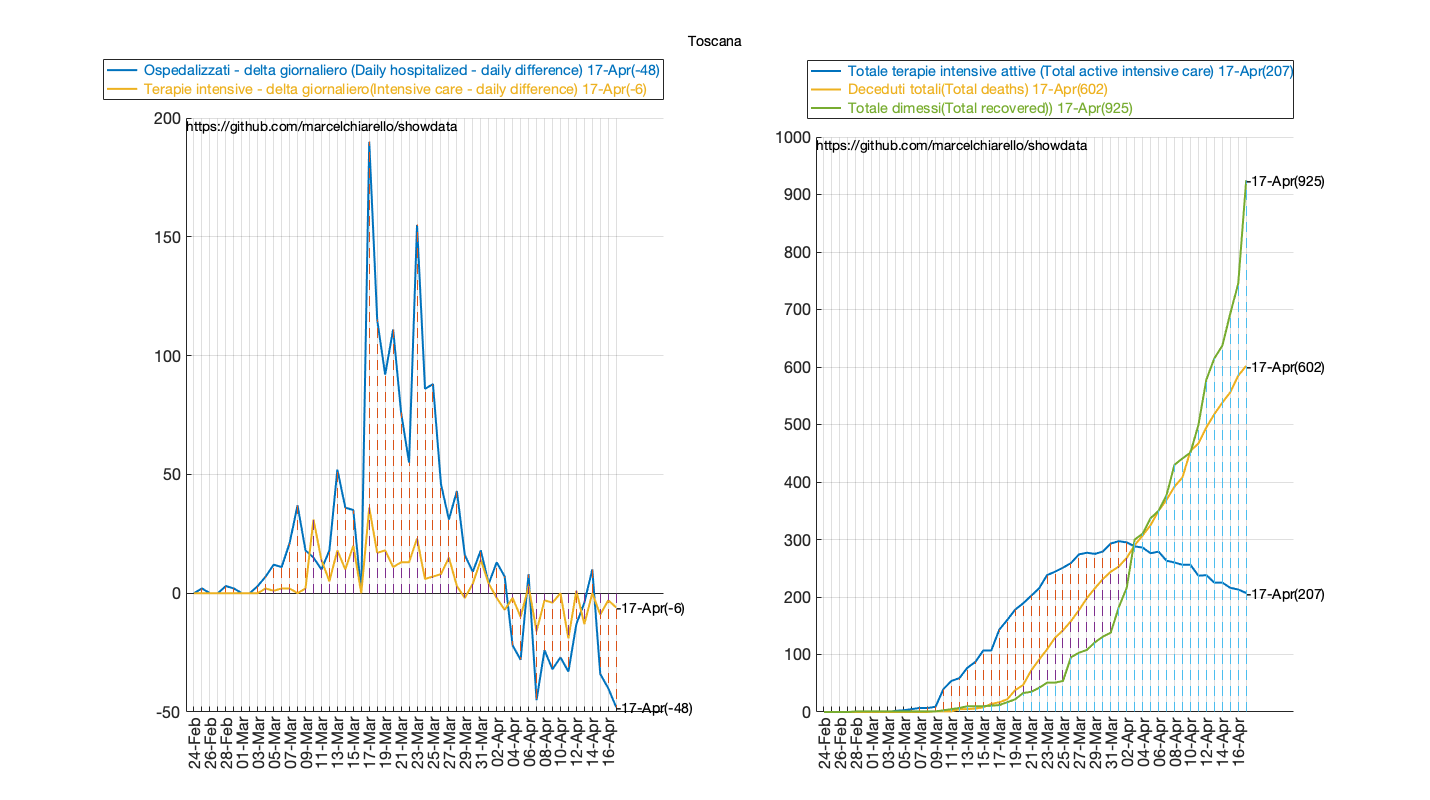 Toscana
Ospedalizzati - delta giornaliero (Daily hospitalized - daily difference) 17-Apr(-48)
Terapie intensive - delta giornaliero(Intensive care - daily difference) 17-Apr(-6)
200
https://github.com/marcelchiarello/showdata
150
100
50
0
-17-Apr(-6)
-50
-17-Apr(-48)
24-Feb
26-Feb
28-Feb
01-Mar
03-Mar
05-Mar
07-Mar
09-Mar
11-Mar
13-Mar
15-Mar
17-Mar
19-Mar
21-Mar
23-Mar
25-Mar
27-Mar
29-Mar
31-Mar
02-Apr
04-Apr
06-Apr
08-Apr
10-Apr
12-Apr
14-Apr
16-Apr
Totale terapie intensive attive (Total active intensive care) 17-Apr(207)
Deceduti totali(Total deaths) 17-Apr(602)
Totale dimessi(Total recovered)) 17-Apr(925)
1000
https://github.com/marcelchiarello/showdata
-17-Apr(925)
900
800
700
600
-17-Apr(602)
500
400
300
200
-17-Apr(207)
100
0
24-Feb
26-Feb
28-Feb
01-Mar
03-Mar
05-Mar
07-Mar
09-Mar
11-Mar
13-Mar
15-Mar
17-Mar
19-Mar
21-Mar
23-Mar
25-Mar
27-Mar
29-Mar
31-Mar
02-Apr
04-Apr
06-Apr
08-Apr
10-Apr
12-Apr
14-Apr
16-Apr